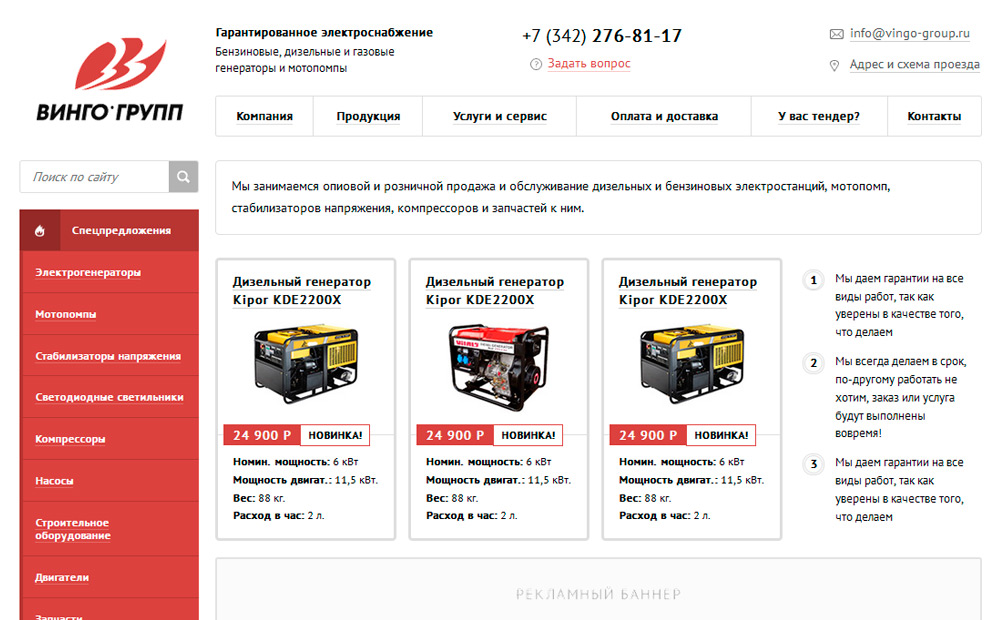 ВИНГО·ГРУПП
Гарантированное электроснабжение
Бензиновые, дизельные и газовые
генераторы и мотопомпы
+7 (342) 276-81-17
? Задать вопрос
info@vingo-group.ru
Адрес и схема проезда
Компания Продукция Услуги и сервис Оплата и доставка У вас тендер? Контакты
Поиск по сайту
Спецпредложения
Электрогенераторы
Мотопомпы
Стабилизаторы напряжения
Светодиодные светильники
Компрессоры
Насосы
Строительное
оборудование
Двигатели
Запчасти
Мы занимаемся опиовой и розничной продажа и обслуживание дизельных и бензиновых электростанций, мотопомп,
стабилизаторов напряжения, компрессоров и запчастей к ним.
Дизельный генератор
Kipor KDE2200X
24 900 Р НОВИНКА!
Номин. мощность: 6 кВт
Мощность двигат.: 11,5 кВт.
Вес: 88 кг.
Расход в час: 2 л.
Дизельный генератор
Kipor KDE2200X
24 900 Р НОВИНКА!
Номин. мощность: 6 кВт
Мощность двигат.: 11,5 кВт.
Вес: 88 кг.
Расход в час: 2 л.
Дизельный генератор
Kipor KDE2200X
24 900 Р НОВИНКА!
Номин. мощность: 6 кВт
Мощность двигат.: 11,5 кВт.
Вес: 88 кг.
Расход в час: 2 л.
1 Мы даем гарантии на все
виды работ, так как
уверены в качестве того,
что делаем
2 Мы всегда делаем в срок,
по-другому работать не
хотим, заказ или услуга
будут выполнены
вовремя!
3 Мы даем гарантии на все
виды работ, так как
уверены в качестве того,
что делаем
РЕКЛАМНЫЙ БАННЕР